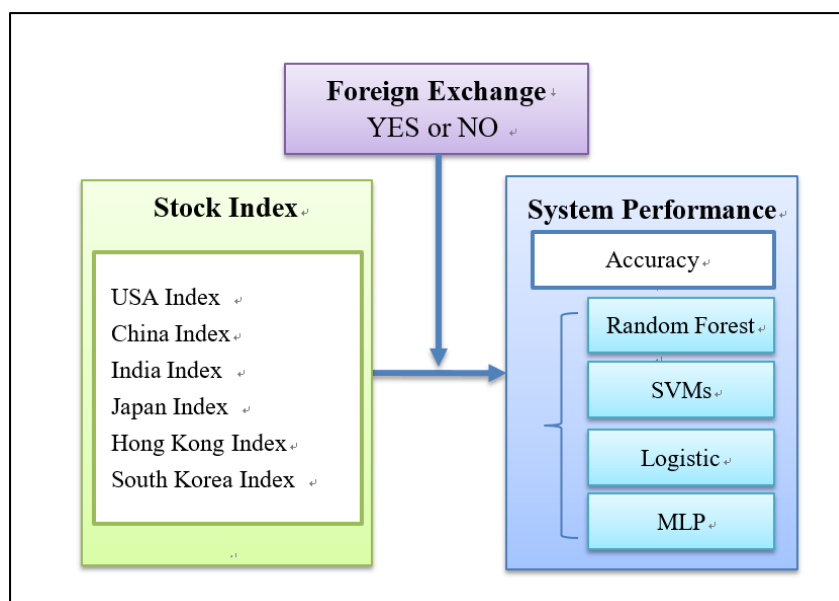 Foreign Exchange
YES or NO
Stock Index
USA Index
China Index
India Index
Japan Index
Hong Kong Index
South Korea Index
System Performance
Accuracy
Random Forest
SVMs
Logistic
MLP